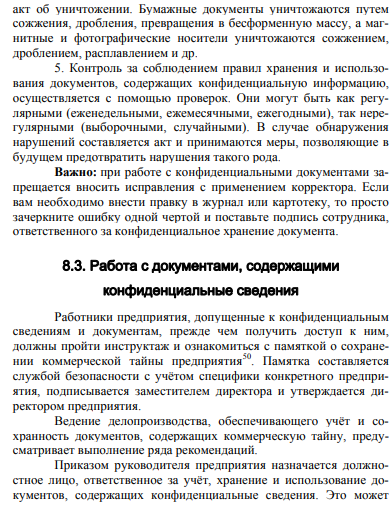 акт об уничтожении. Бумажные документы уничтожаются путем
сожжения, дробления, превращения в бесформенную массу, а маг-
нитные и фотографические носители уничтожаются сожжением,
дроблением, расплавлением и др.
5. Контроль за соблюдением правил хранения и использо-
вания документов, содержащих конфиденциальную информацию,
осуществляется с помощью проверок. Они могут быть как регу-
лярными (еженедельными, ежемесячными, ежегодными), так нере-
гулярными (выборочными, случайными). В случае обнаружения
нарушений составляется акт и принимаются меры, позволяющие в
будущем предотвратить нарушения такого рода.
Важно: при работе с конфиденциальными документами за-
прещается вносить исправления с применением корректора. Если
вам необходимо внести правку в журнал или картотеку, то просто
зачеркните ошибку одной чертой и поставьте подпись сотрудника,
ответственного за конфиденциальное хранение документа.
8.3. Работа с документами, содержащими
конфиденциальные сведения
Работники предприятия, допущенные к конфиденциальным
сведениям и документам, прежде чем получить доступ к ним,
должны пройти инструктаж и ознакомиться с памяткой о сохране-
нии коммерческой тайны предприятия⁵⁰. Памятка составляется
службой безопасности с учётом специфики конкретного предпри-
ятия, подписывается заместителем директора и утверждается ди-
ректором предприятия.
Ведение делопроизводства, обеспечивающего учёт и со-
хранность документов, содержащих коммерческую тайну, преду-
сматривает выполнение ряда рекомендаций.
Приказом руководителя предприятия назначается должно-
стное лицо, ответственное за учёт, хранение и использование до-
кументов, содержащих конфиденциальные сведения. Это может